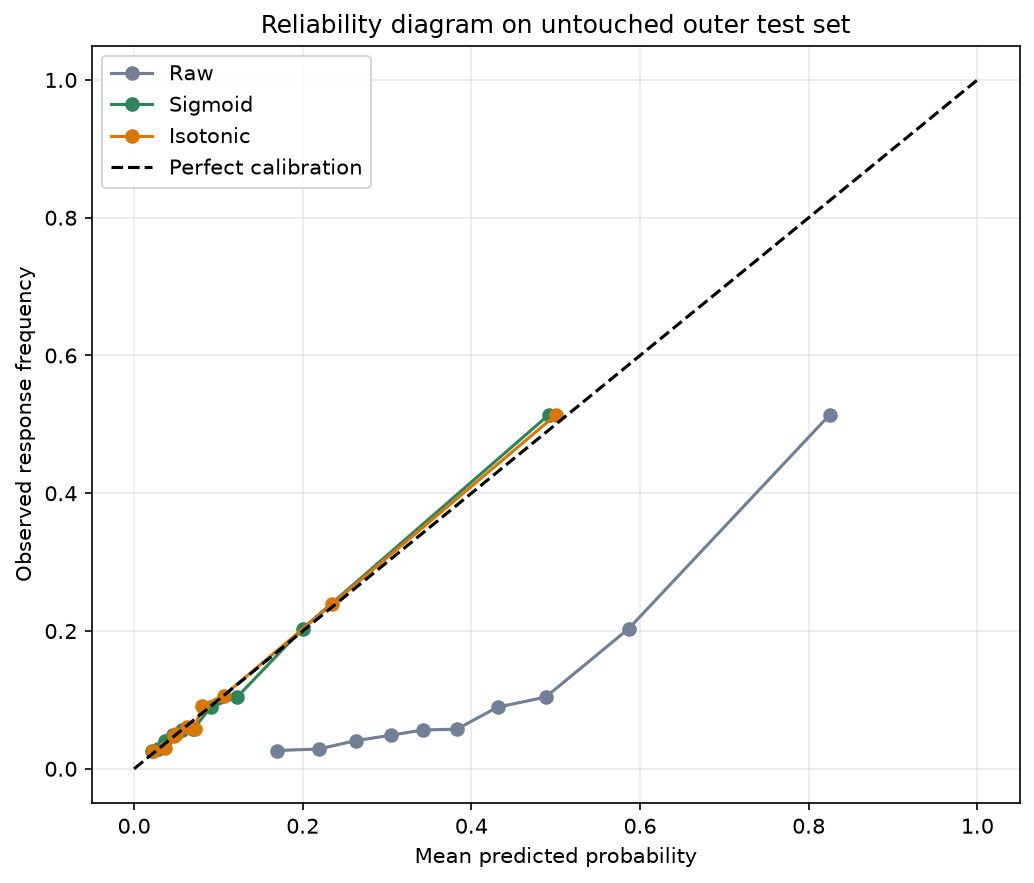 Reliability diagram on untouched outer test set
Raw
Sigmoid
Isotonic
Perfect calibration
Observed response frequency
1.0
0.8
0.6
0.4
0.2
0.0
0.0 0.2 0.4 0.6 0.8 1.0
Mean predicted probability